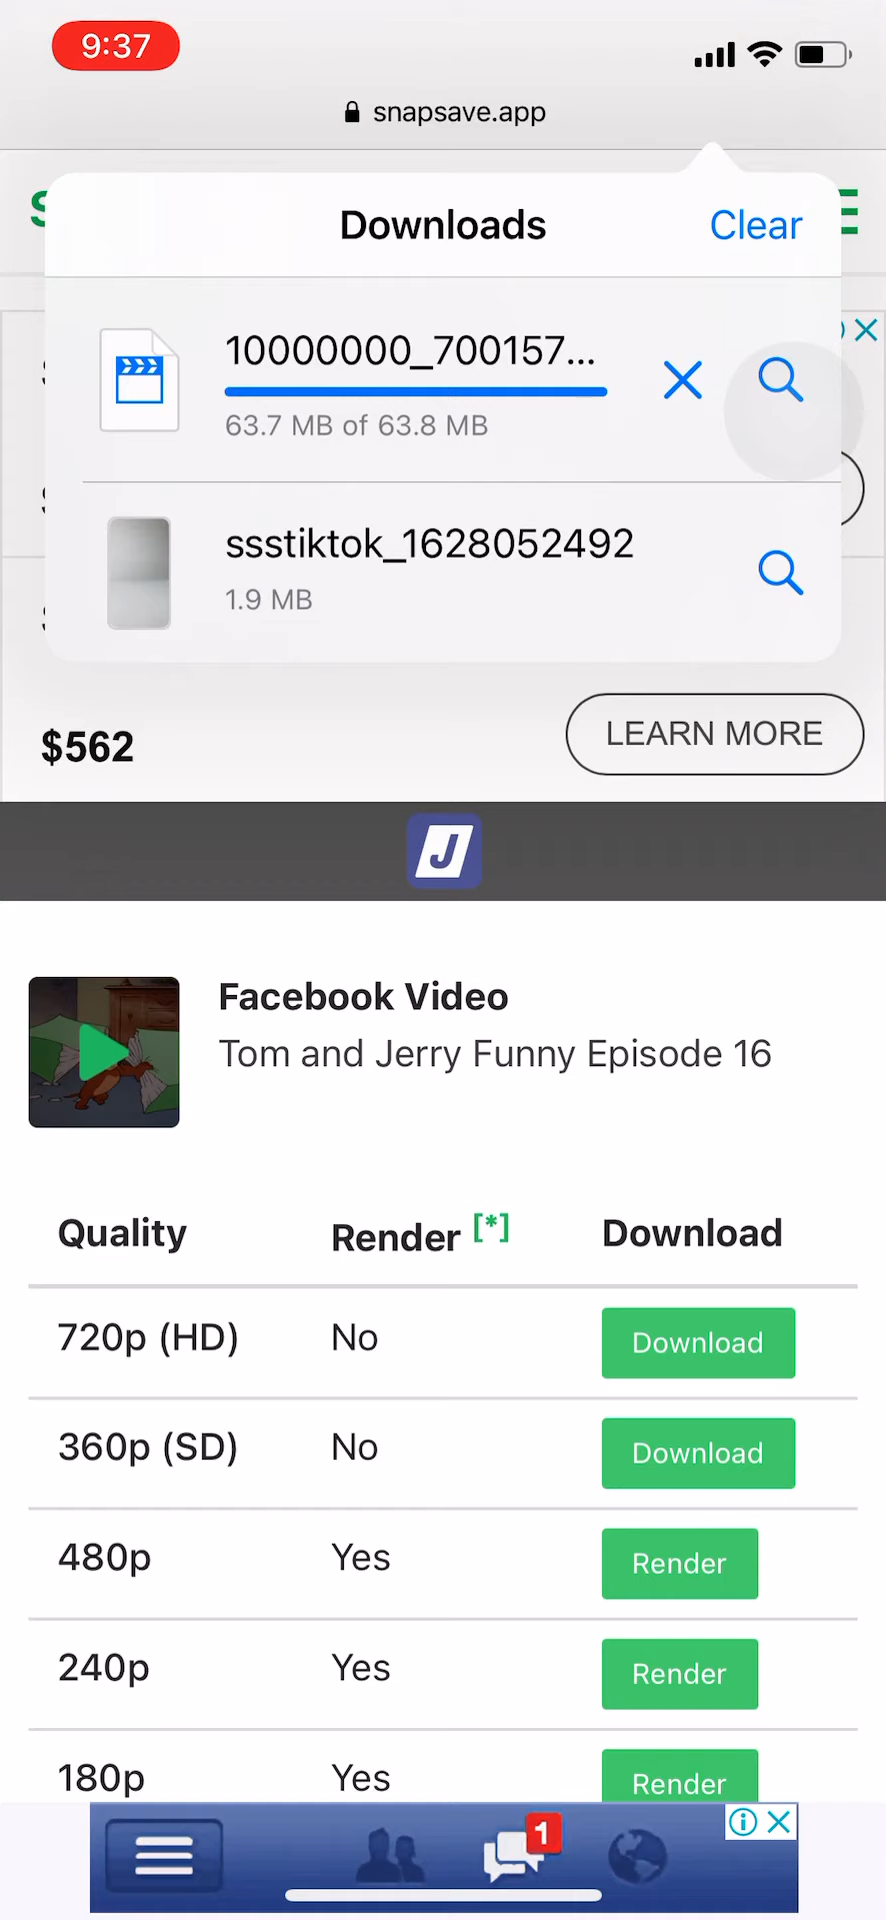 9:37
snapsave.app
S
Downloads
Clear
10000000_700157...
63.7 MB of 63.8 MB
ssstiktok_1628052492
1.9 MB
$562
LEARN MORE
J
Facebook Video
Tom and Jerry Funny Episode 16
Quality Render [*] Download
720p (HD) No Download
360p (SD) No Download
480p Yes Render
240p Yes Render
180p Yes Render
1